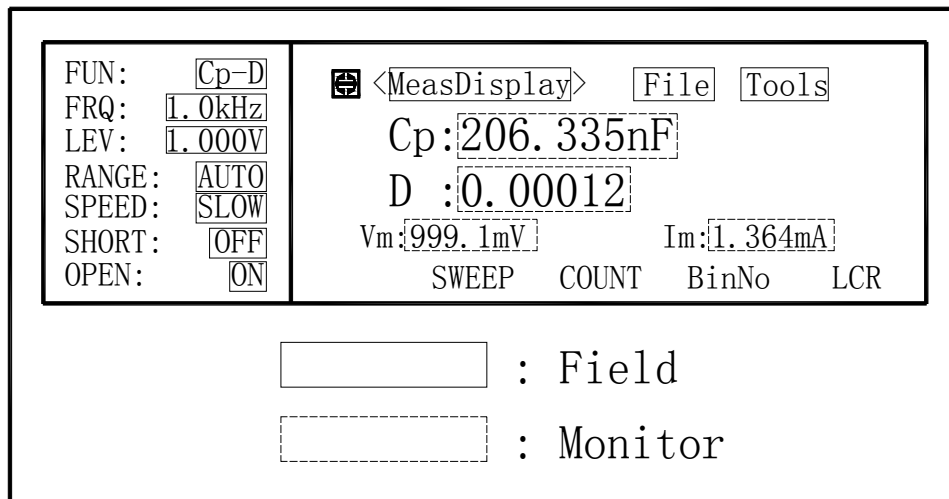 FUN: Cp-D
FRQ: 1.0kHz
LEV: 1.000V
RANGE: AUTO
SPEED: SLOW
SHORT: OFF
OPEN: ON
<MeasDisplay> File Tools
Cp:206.335nF
D :0.00012
Vm:999.1mV Im:1.364mA
SWEEP COUNT BinNo LCR
: Field
: Monitor